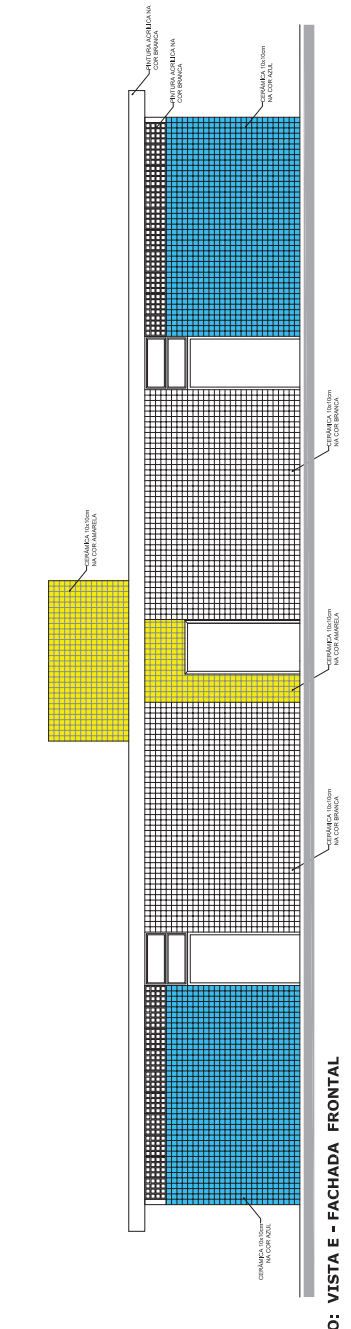 PINTURA ACRÍLICA NA
COR BRANCA
PINTURA ACRÍLICA NA
COR BRANCA
CERÂMICA 10x10cm
NA COR AZUL
CERÂMICA 10x10cm
NA COR BRANCA
CERÂMICA 10x10cm
NA COR AMARELA
CERÂMICA 10x10cm
NA COR AMARELA
CERÂMICA 10x10cm
NA COR BRANCA
CERÂMICA 10x10cm
NA COR AZUL
O: VISTA E - FACHADA FRONTAL